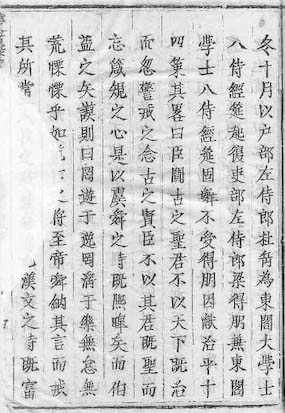 冬十月以户部左侍郎杜為東閣大學士
入侍經筵起復吏部左侍郎梁得朋兼東閣
學士入侍經筵固辭不受得朋因獻治平十
四策其畧曰臣聞古之聖君不以天下既治
而忽警戒之念古之賢臣不以其君既聖而
忘箴規之心是以虞舜之時既熈皞矣而伯
益之矢謨則曰罔遊于逸罔淫于樂無怠無
荒慄慄乎如之將至帝舜納其言而戒
其所當漢文之時既富